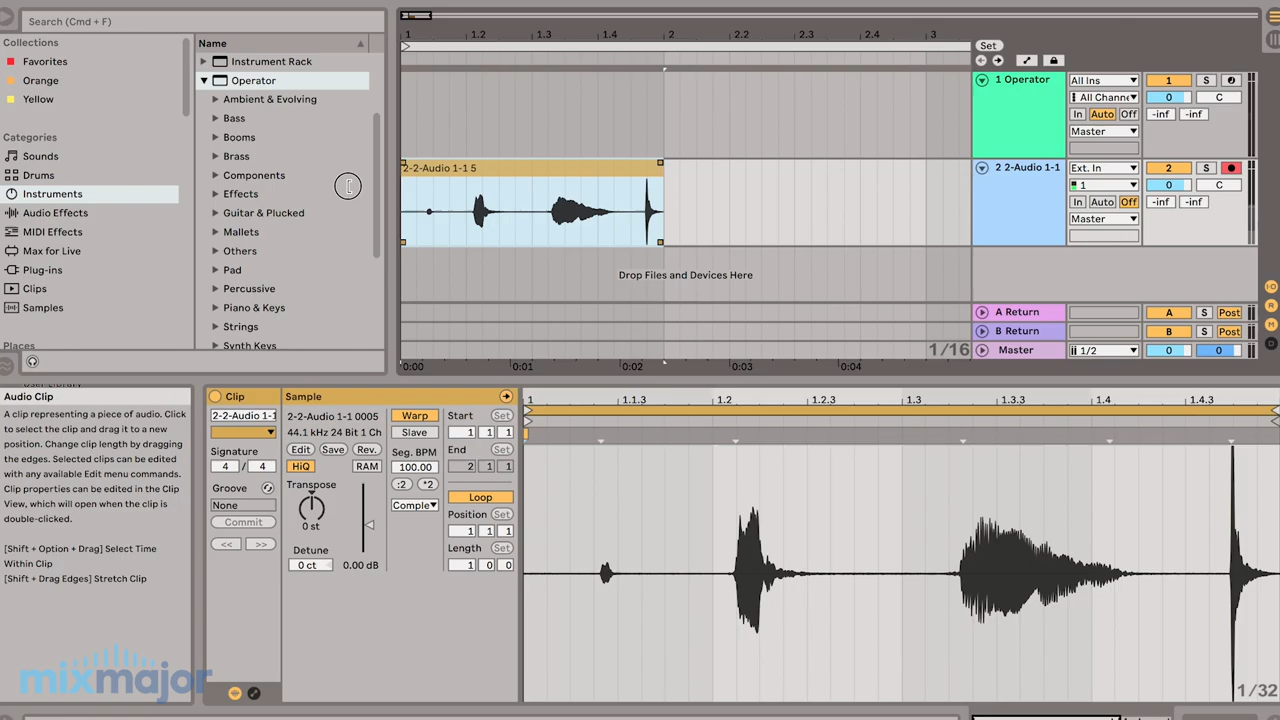 Search (Cmd + F)
Collections
Favorites
Orange
Yellow
Categories
Sounds
Drums
Instruments
Audio Effects
MIDI Effects
Max for Live
Plug-ins
Clips
Samples
Places
Name
Instrument Rack
Operator
Ambient & Evolving
Bass
Booms
Brass
Components
Effects
Guitar & Plucked
Mallets
Others
Pad
Percussive
Piano & Keys
Strings
Synth Keys
1 1.2 1.3 1.4 2 2.2 2.4 3
2-2-Audio 1-1 5
Drop Files and Devices Here
1/16
0:00 0:01 0:02 0:03 0:04
Set
1 Operator
All Ins
All Channe
In Auto Off
Master
1 S
0 C
-inf -inf
2 2-Audio 1-1
Ext. In
1
In Auto Off
Master
2 S
0 C
-inf -inf
A Return A S Post
B Return B S Post
Master 1/2 0 0
Audio Clip
A clip representing a piece of audio. Click
to select the clip and drag it to a new
position. Change clip length by dragging
the edges. Selected clips can be edited
with any available Edit menu commands.
Clip properties can be edited in the Clip
View, which will open when the clip is
double-clicked.
[Shift + Option + Drag] Select Time
Within Clip
[Shift + Drag Edges] Stretch Clip
mixmajor
Clip
2-2-Audio 1-1
Signature
4 / 4
Groove
None
Commit
<< >>
Sample
2-2-Audio 1-1 0005
44.1 kHz 24 Bit 1 Ch
Edit Save Rev.
HiQ RAM
Transpose
0 st
Detune
0 ct 0.00 dB
Warp
Slave
Seg. BPM
100.00
:2 *2
Comple
Start Set
1 1 1
End Set
2 1 1
Loop
Position Set
1 1 1
Length Set
1 0 0
1 1.1.3 1.2 1.2.3 1.3 1.3.3 1.4 1.4.3
1/32